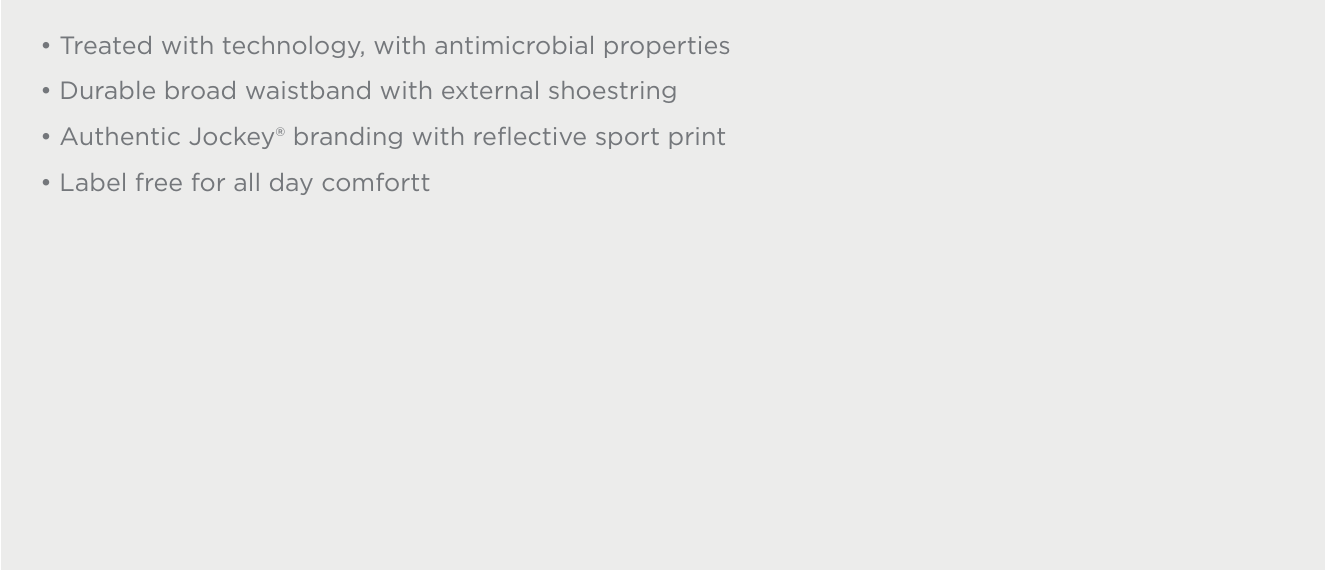 • Treated with technology, with antimicrobial properties
• Durable broad waistband with external shoestring
• Authentic Jockey® branding with reflective sport print
• Label free for all day comfortt